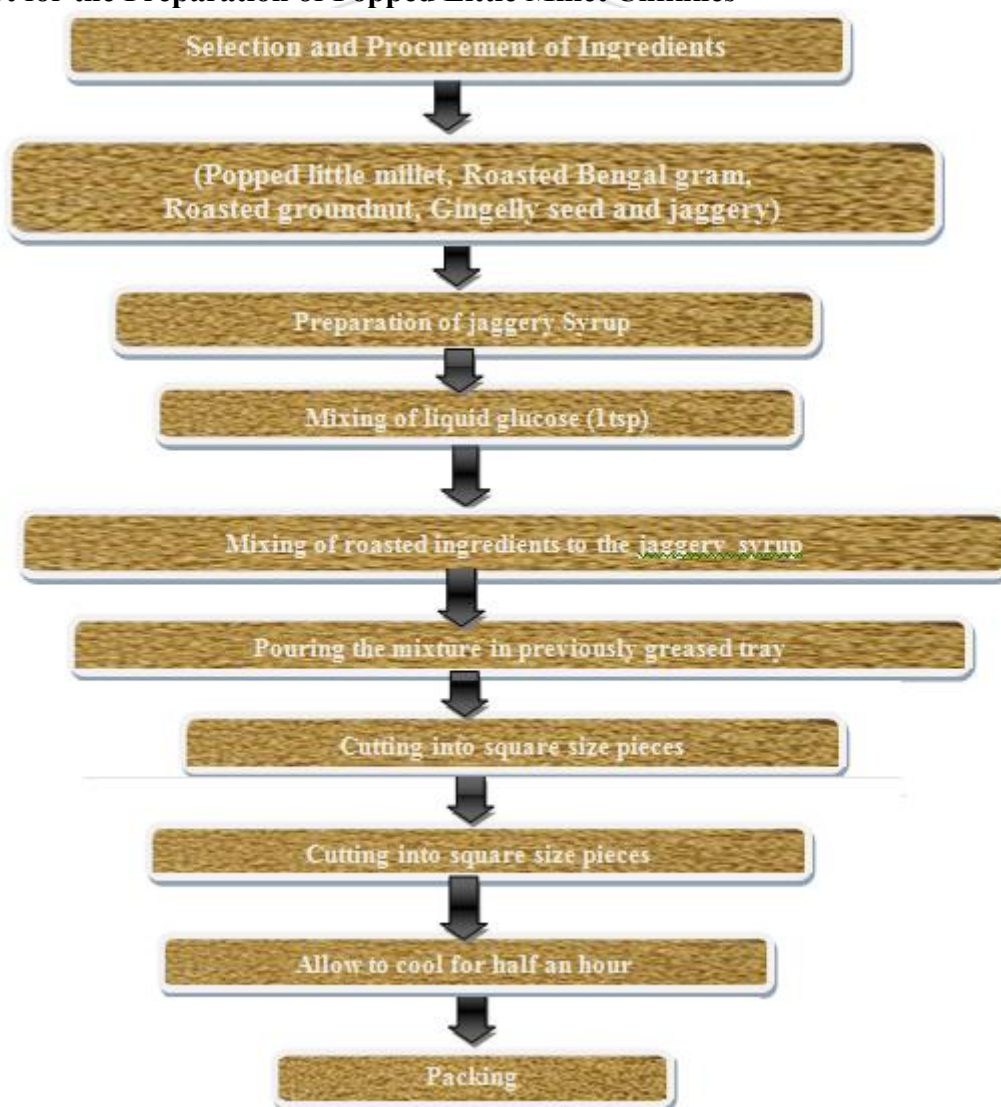 for the Preparation of Popped Little Millet Chikkies
Selection and Procurement of Ingredients
(Popped little millet, Roasted Bengal gram,
Roasted groundnut, Gingelly seed and jaggery)
Preparation of jaggery Syrup
Mixing of liquid glucose (1tsp)
Mixing of roasted ingredients to the jaggery syrup
Pouring the mixture in previously greased tray
Cutting into square size pieces
Cutting into square size pieces
Allow to cool for half an hour
Packing